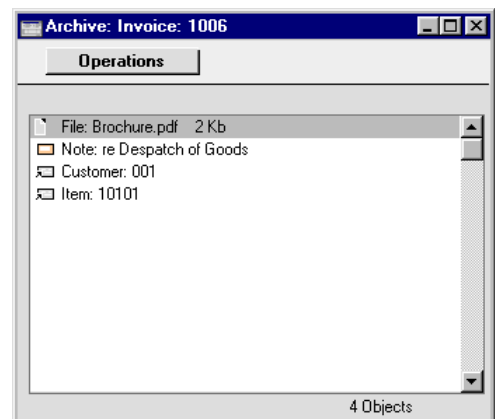 Archive: Invoice: 1006
Operations
File: Brochure.pdf 2 Kb
Note: re Despatch of Goods
Customer: 001
Item: 10101
4 Objects